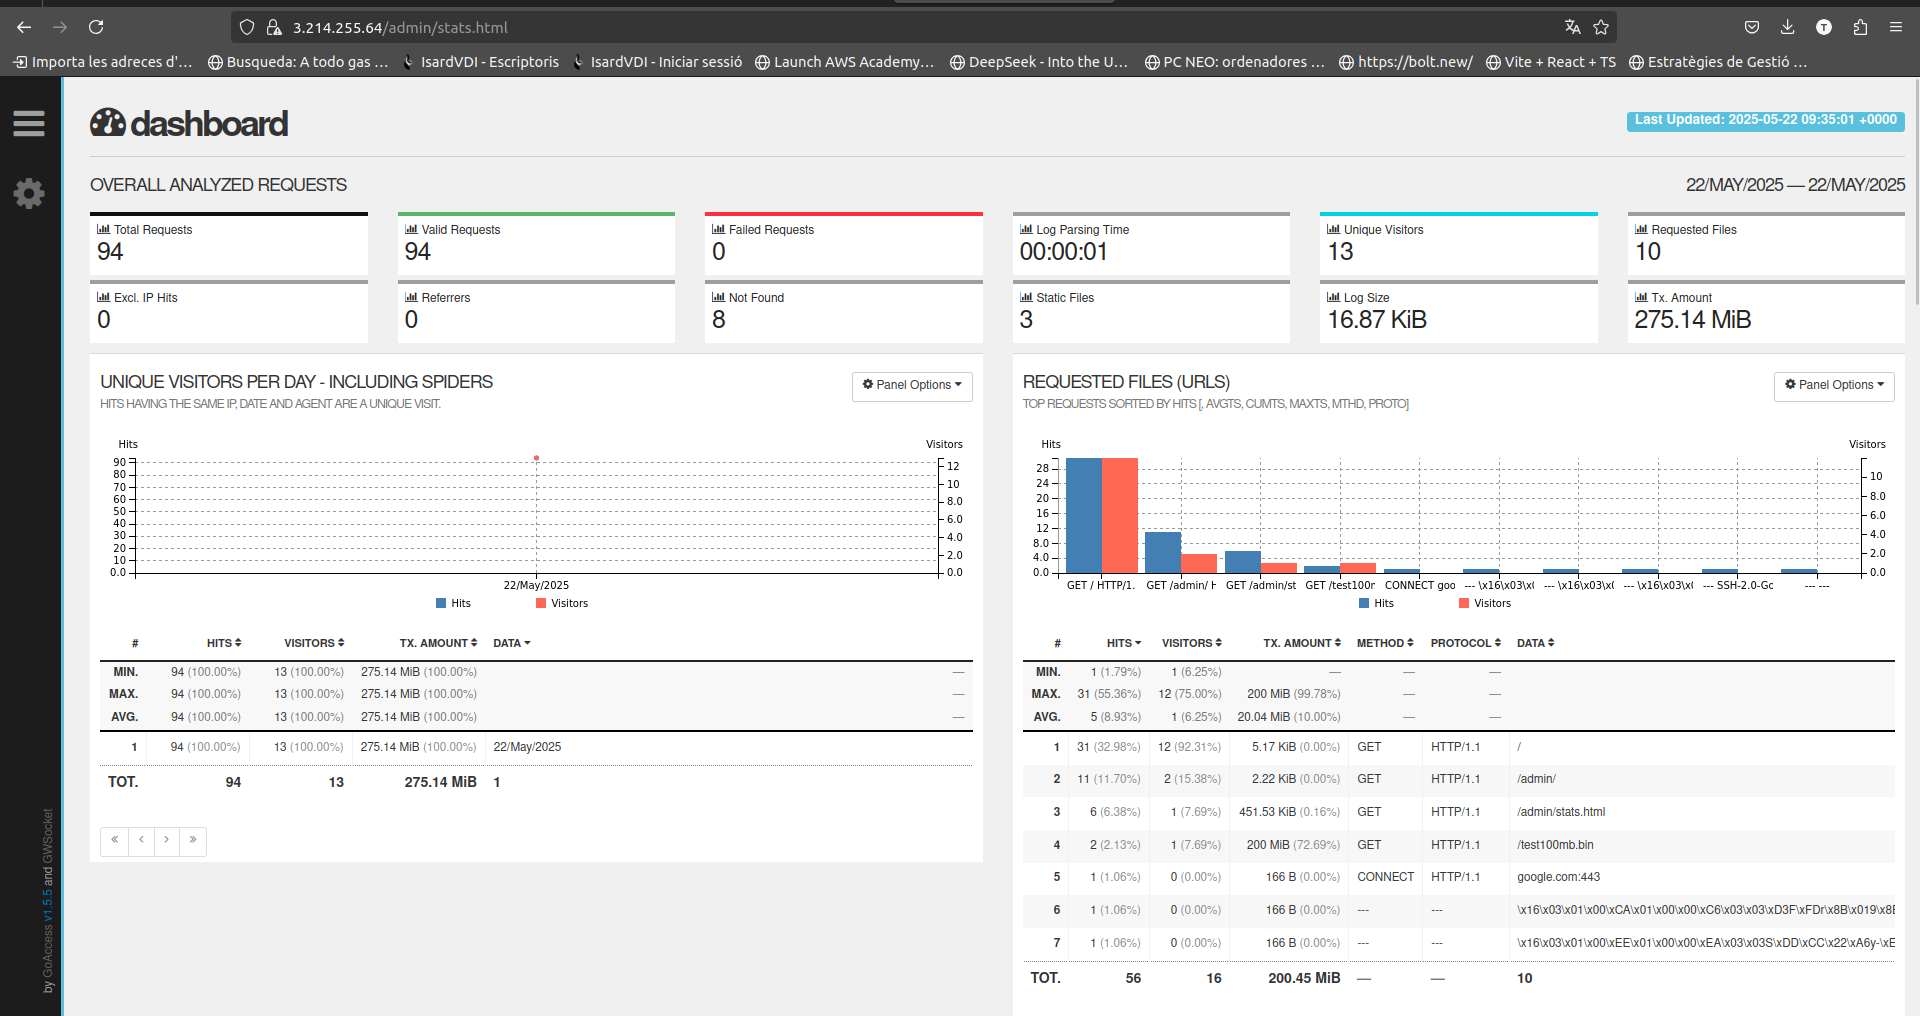 3.214.255.64/admin/stats.html
T
Importa les adreces d'…
Busqueda: A todo gas …
IsardVDI - Escriptoris
IsardVDI - Iniciar sessió
Launch AWS Academy…
DeepSeek - Into the U…
PC NEO: ordenadores …
https://bolt.new/
Vite + React + TS
Estratègies de Gestió …
dashboard
Last Updated: 2025-05-22 09:35:01 +0000
OVERALL ANALYZED REQUESTS
22/MAY/2025 — 22/MAY/2025
Total Requests
94
Valid Requests
94
Failed Requests
0
Log Parsing Time
00:00:01
Unique Visitors
13
Requested Files
10
Excl. IP Hits
0
Referrers
0
Not Found
8
Static Files
3
Log Size
16.87 KiB
Tx. Amount
275.14 MiB
UNIQUE VISITORS PER DAY - INCLUDING SPIDERS
Panel Options
HITS HAVING THE SAME IP, DATE AND AGENT ARE A UNIQUE VISIT.
Hits
Visitors
90
80
70
60
50
40
30
20
10
0.0
12
10
8.0
6.0
4.0
2.0
0.0
22/May/2025
Hits Visitors
# HITS VISITORS TX. AMOUNT DATA
MIN. 94 (100.00%) 13 (100.00%) 275.14 MiB (100.00%) —
MAX. 94 (100.00%) 13 (100.00%) 275.14 MiB (100.00%) —
AVG. 94 (100.00%) 13 (100.00%) 275.14 MiB (100.00%) —
1 94 (100.00%) 13 (100.00%) 275.14 MiB (100.00%) 22/May/2025
TOT. 94 13 275.14 MiB 1
« ‹ › »
REQUESTED FILES (URLS)
Panel Options
TOP REQUESTS SORTED BY HITS [, AVGTS, CUMTS, MAXTS, MTHD, PROTO]
Hits
Visitors
28
24
20
16
12
8.0
4.0
0.0
10
8.0
6.0
4.0
2.0
0.0
GET / HTTP/1. GET /admin/ H GET /admin/st GET /test100m CONNECT goo --- \x16\x03\x0 --- \x16\x03\x0 --- \x16\x03\x0 --- SSH-2.0-Go --- ---
Hits Visitors
# HITS VISITORS TX. AMOUNT METHOD PROTOCOL DATA
MIN. 1 (1.79%) 1 (6.25%) — — —
MAX. 31 (55.36%) 12 (75.00%) 200 MiB (99.78%) — —
AVG. 5 (8.93%) 1 (6.25%) 20.04 MiB (10.00%) — —
1 31 (32.98%) 12 (92.31%) 5.17 KiB (0.00%) GET HTTP/1.1 /
2 11 (11.70%) 2 (15.38%) 2.22 KiB (0.00%) GET HTTP/1.1 /admin/
3 6 (6.38%) 1 (7.69%) 451.53 KiB (0.16%) GET HTTP/1.1 /admin/stats.html
4 2 (2.13%) 1 (7.69%) 200 MiB (72.69%) GET HTTP/1.1 /test100mb.bin
5 1 (1.06%) 0 (0.00%) 166 B (0.00%) CONNECT HTTP/1.1 google.com:443
6 1 (1.06%) 0 (0.00%) 166 B (0.00%) --- --- \x16\x03\x01\x00\xCA\x01\x00\x00\xC6\x03\x03\xD3F\xFDr\x8B\x019\x8E
7 1 (1.06%) 0 (0.00%) 166 B (0.00%) --- --- \x16\x03\x01\x00\xEE\x01\x00\x00\xEA\x03\x03S\xDD\xCC\x22\xA6y-\xE
TOT. 56 16 200.45 MiB — — 10
by GoAccess v1.5.5 and GWSocket